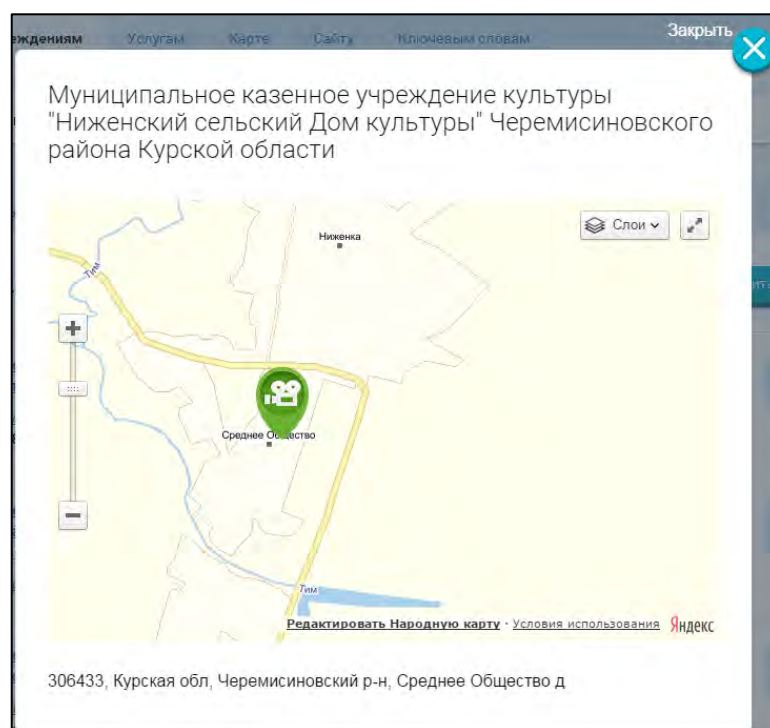 ждениям Услугам Карте Сайту Ключевым словам
Закрыть
Муниципальное казенное учреждение культуры
"Ниженский сельский Дом культуры" Черемисиновского
района Курской области
Ниженка
Слои
Тим
Среднее Общество
Тим
Редактировать Народную карту · Условия использования Яндекс
306433, Курская обл, Черемисиновский р-н, Среднее Общество д